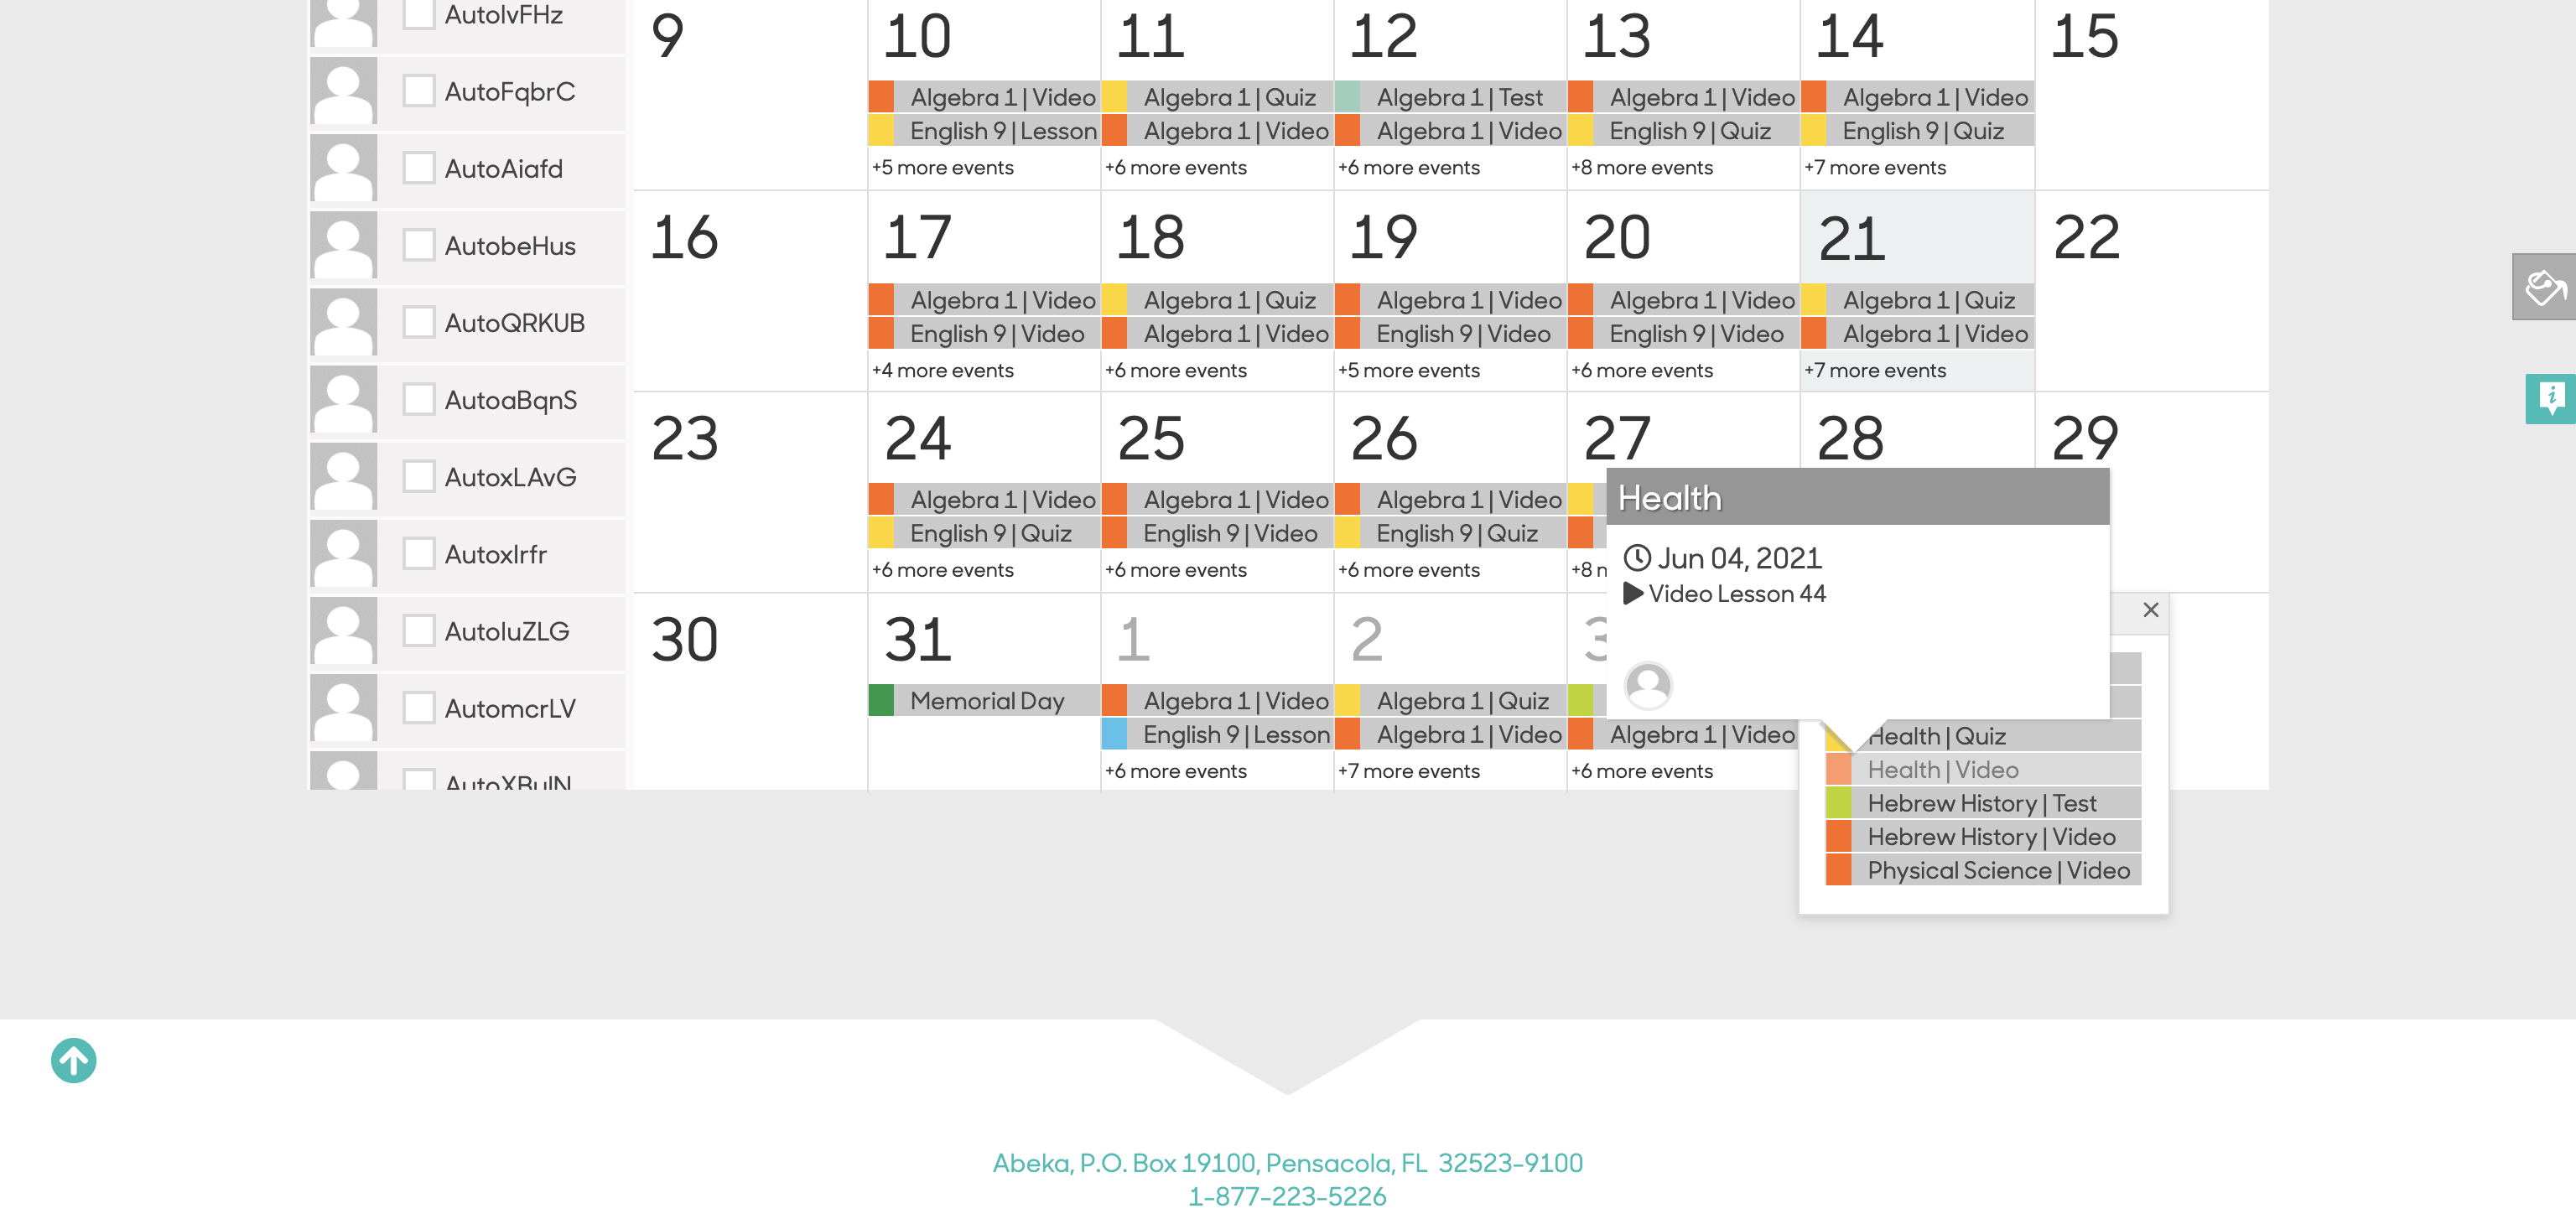 AutoIvFHz
AutoFqbrC
AutoAiafd
AutobeHus
AutoQRKUB
AutoaBqnS
AutoxLAvG
AutoxIrfr
AutoIuZLG
AutomcrLV
9 10 11 12 13 14 15
Algebra 1 | Video Algebra 1 | Quiz Algebra 1 | Test Algebra 1 | Video Algebra 1 | Video
English 9 | Lesson Algebra 1 | Video Algebra 1 | Video English 9 | Quiz English 9 | Quiz
+5 more events +6 more events +6 more events +8 more events +7 more events
16 17 18 19 20 21 22
Algebra 1 | Video Algebra 1 | Quiz Algebra 1 | Video Algebra 1 | Video Algebra 1 | Quiz
English 9 | Video Algebra 1 | Video English 9 | Video English 9 | Video Algebra 1 | Video
+4 more events +6 more events +5 more events +6 more events +7 more events
23 24 25 26 27 28 29
Algebra 1 | Video Algebra 1 | Video Algebra 1 | Video
English 9 | Quiz English 9 | Video English 9 | Quiz
+6 more events +6 more events +6 more events +8
30 31 1 2 3
Memorial Day Algebra 1 | Video Algebra 1 | Quiz
English 9 | Lesson Algebra 1 | Video Algebra 1 | Video
+6 more events +7 more events +6 more events
Health
Jun 04, 2021
Video Lesson 44
Health | Quiz
Health | Video
Hebrew History | Test
Hebrew History | Video
Physical Science | Video
Abeka, P.O. Box 19100, Pensacola, FL 32523-9100
1-877-223-5226